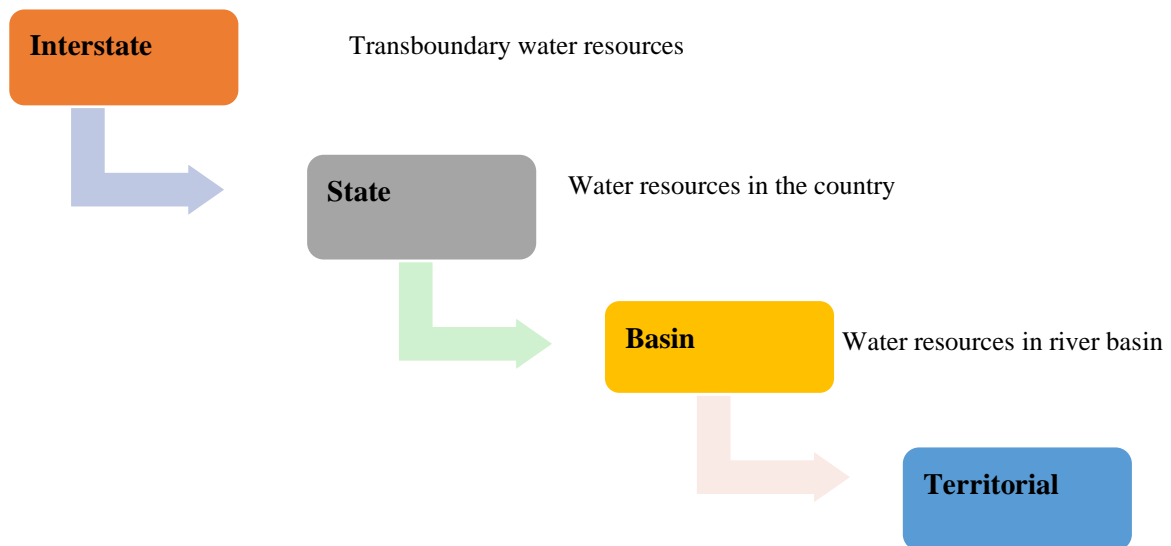 Interstate
Transboundary water resources
State
Water resources in the country
Basin
Water resources in river basin
Territorial